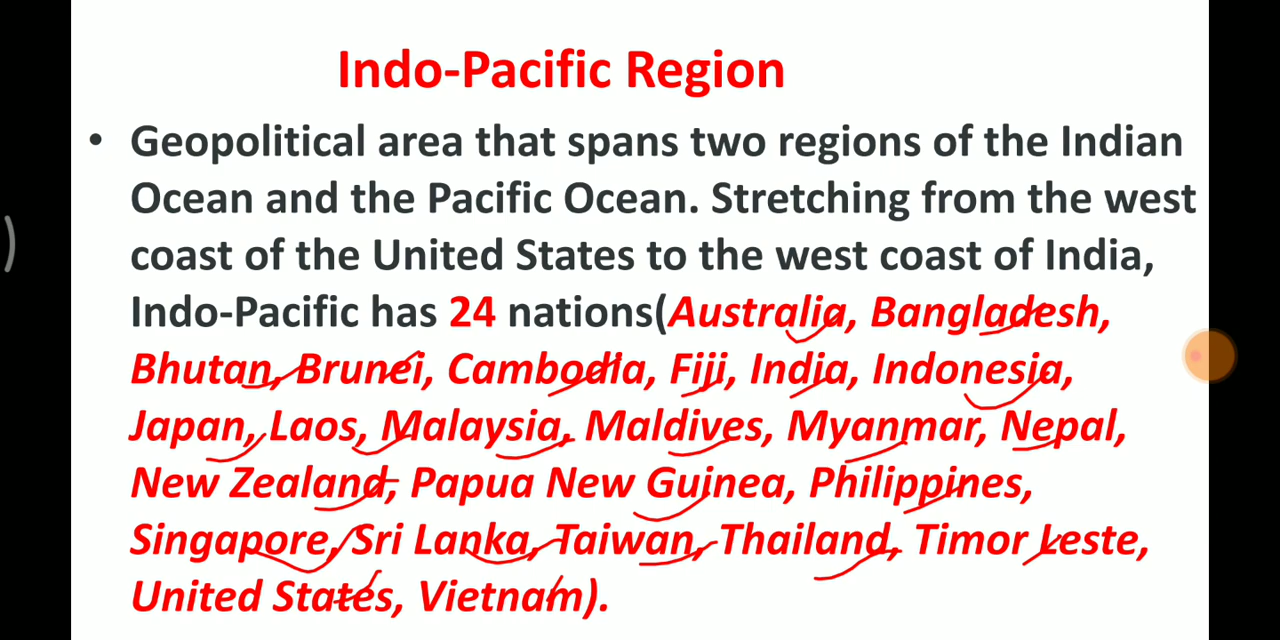 Indo-Pacific Region
• Geopolitical area that spans two regions of the Indian
Ocean and the Pacific Ocean. Stretching from the west
coast of the United States to the west coast of India,
Indo-Pacific has 24 nations(Australia, Bangladesh,
Bhutan, Brunei, Cambodia, Fiji, India, Indonesia,
Japan, Laos, Malaysia, Maldives, Myanmar, Nepal,
New Zealand, Papua New Guinea, Philippines,
Singapore, Sri Lanka, Taiwan, Thailand, Timor Leste,
United States, Vietnam).